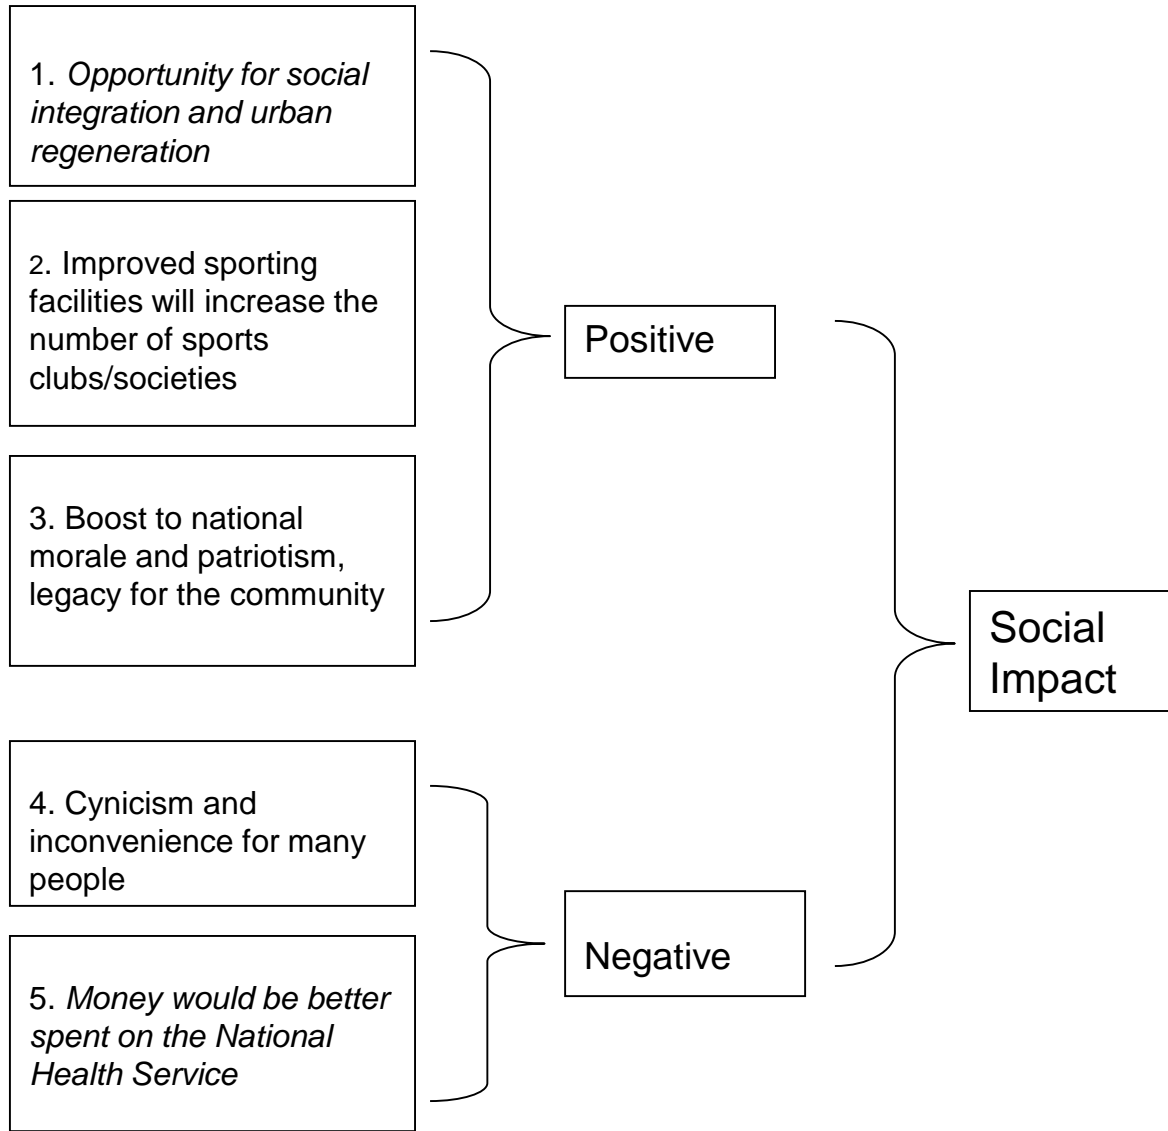 1. Opportunity for social
integration and urban
regeneration
2. Improved sporting
facilities will increase the
number of sports
clubs/societies
Positive
3. Boost to national
morale and patriotism,
legacy for the community
Social
Impact
4. Cynicism and
inconvenience for many
people
Negative
5. Money would be better
spent on the National
Health Service